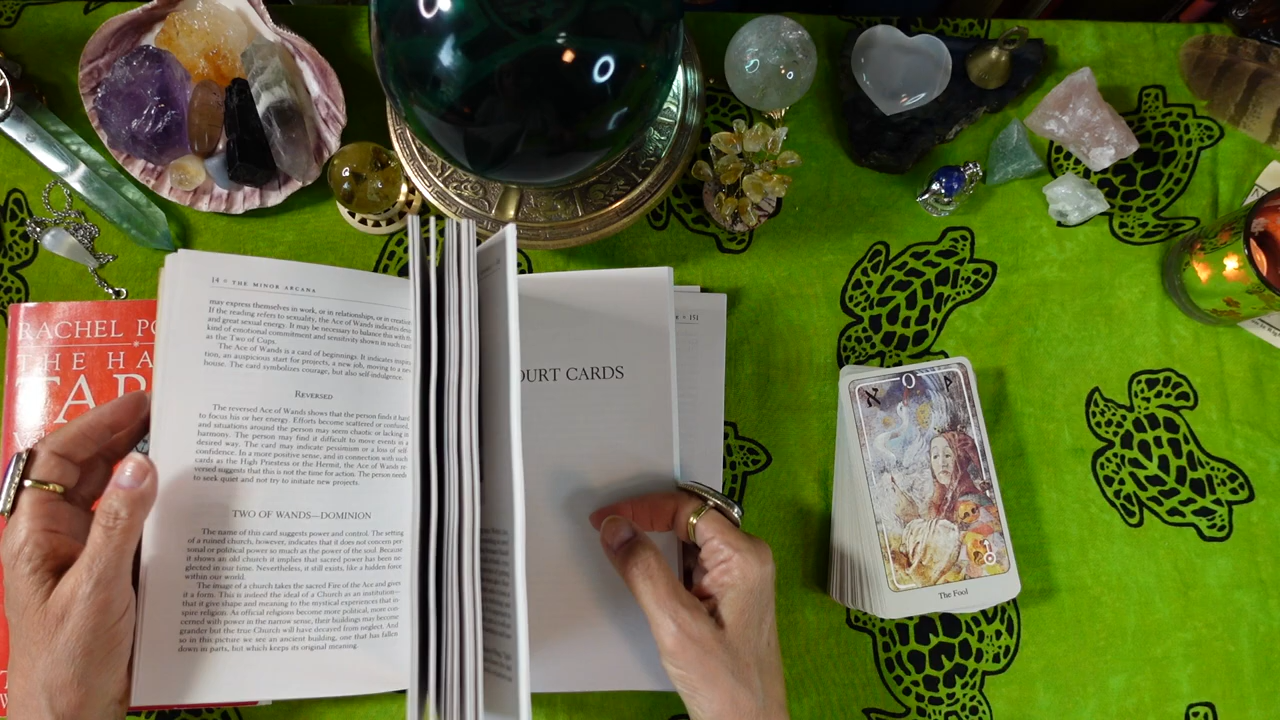 RACHEL PO
THE HA
TAR
14 * THE MINOR ARCANA
may express themselves in work, or in relationships, or in creative
If the reading refers to sexuality, the Ace of Wands indicates
and great sexual energy. It may be necessary to balance this with the
kind of emotional commitment and sensitivity shown in such cards
as the Two of Cups.
The Ace of Wands is a card of beginnings. It indicates
tion, an auspicious start for projects, a new job, moving to a new
house. The card symbolizes courage, but also self-indulgence.
REVERSED
The reversed Ace of Wands shows that the person finds it hard
to focus his or her energy. Efforts become scattered or confused,
and situations around the person may seem chaotic or lacking in
harmony. The person may find it difficult to move events in a
desired way. The card may indicate pessimism or a loss of self-
confidence. In a more positive sense, and in connection with such
cards as the High Priestess or the Hermit, the Ace of Wands re-
versed suggests that this is not the time for action. The person needs
to seek quiet and not try to initiate new projects.
TWO OF WANDS—DOMINION
The name of this card suggests power and control. The setting
of a ruined church, however, indicates that it does not concern per-
sonal or political power so much as the power of the soul. Because
it shows an old church it implies that sacred power has been ne-
glected in our time. Nevertheless, it still exists, like a hidden force
within our world.
The image of a church takes the sacred Fire of the Ace and gives
it a form. This is indeed the ideal of a Church as an institution—
that it give shape and meaning to the mystical experiences that in-
spire religion. As official religions become more political, more con-
cerned with power in the narrow sense, their buildings may become
grander but the true Church will have decayed from neglect. And
so in this picture we see an ancient building, one that has fallen
down in parts, but which keeps its original meaning.
OURT CARDS
151
א 0
The Fool